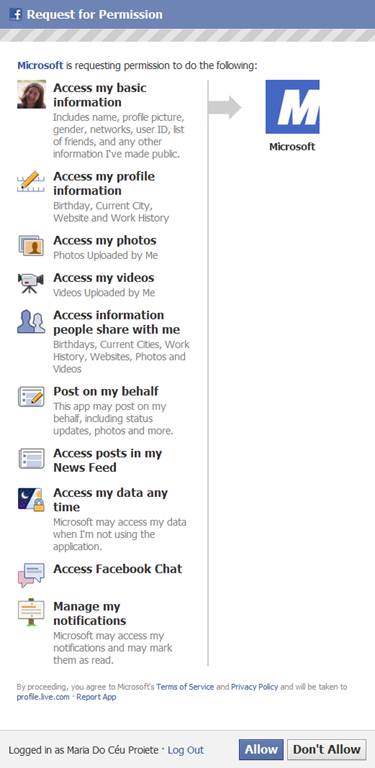 Request for Permission
Microsoft is requesting permission to do the following:
Access my basic
information
Includes name, profile picture,
gender, networks, user ID, list
of friends, and any other
information I've made public.
Access my profile
information
Birthday, Current City,
Website and Work History
Access my photos
Photos Uploaded by Me
Access my videos
Videos Uploaded by Me
Access information
people share with me
Birthdays, Current Cities, Work
History, Websites, Photos and
Videos
Post on my behalf
This app may post on my
behalf, including status
updates, photos and more.
Access posts in my
News Feed
Access my data any
time
Microsoft may access my data
when I'm not using the
application.
Access Facebook Chat
Manage my
notifications
Microsoft may access my
notifications and may mark
them as read.
M
Microsoft
By proceeding, you agree to Microsoft's Terms of Service and Privacy Policy and will be taken to
profile.live.com · Report App
Logged in as Maria Do Céu Proiete · Log Out
Allow
Don't Allow